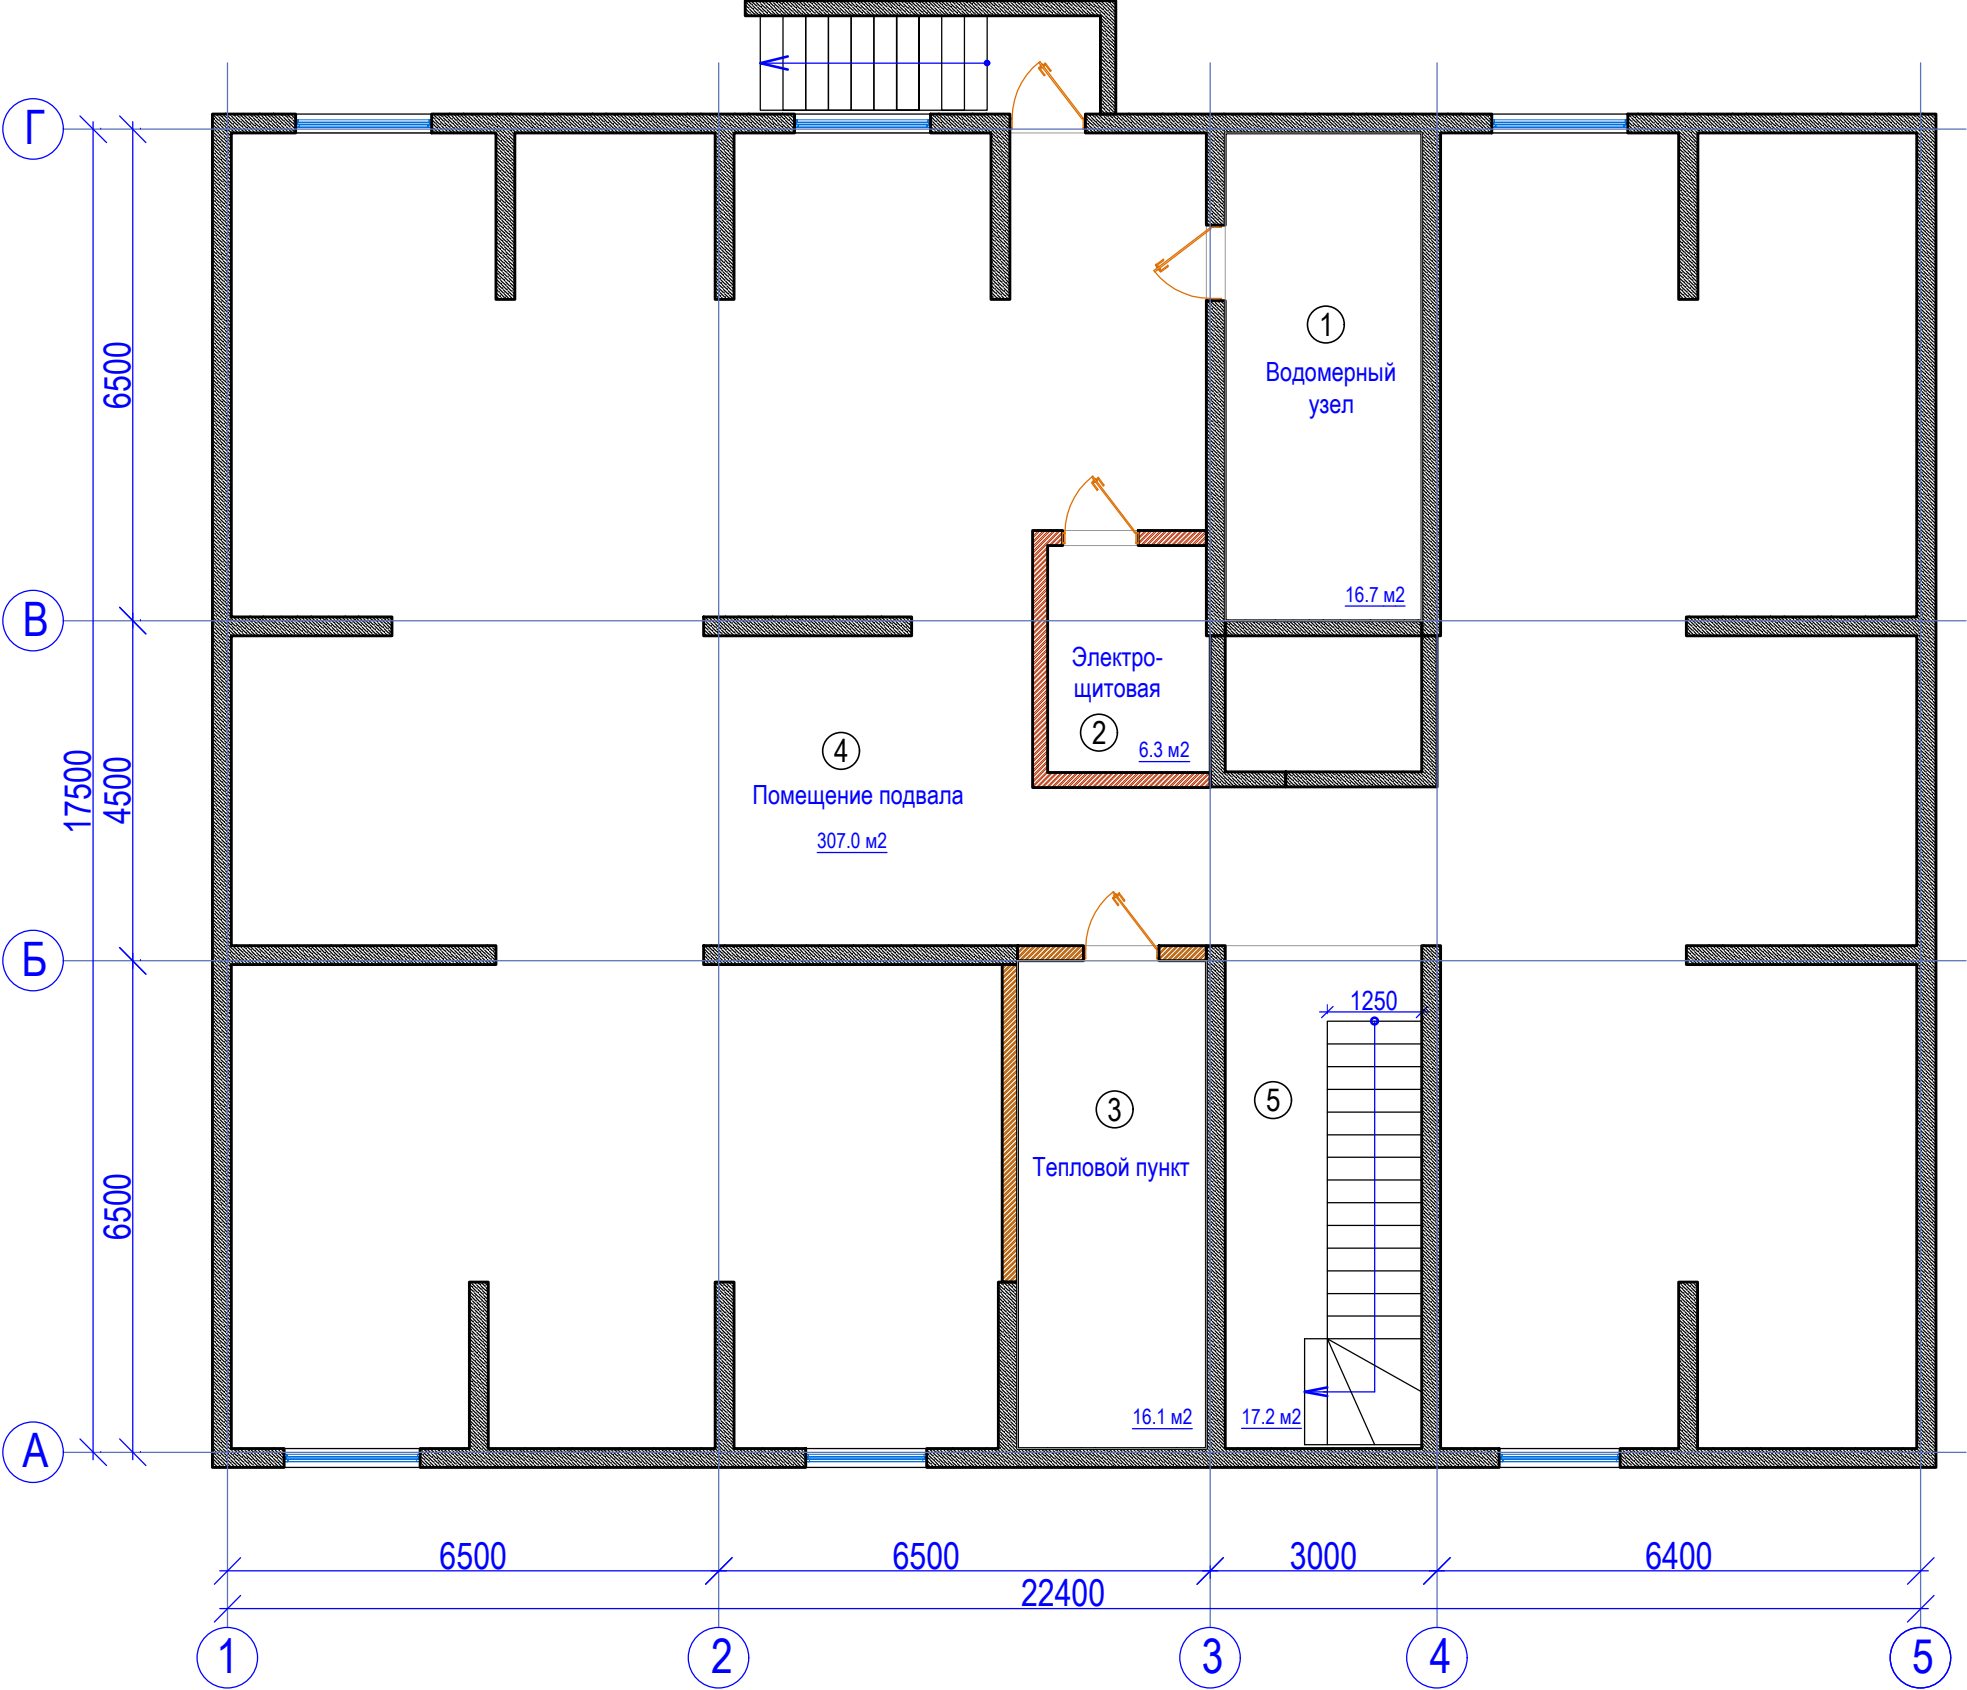 Г
В
Б
А
6500
4500
17500
6500
1
Водомерный
узел
16.7 м2
Электро-
щитовая
2
6.3 м2
4
Помещение подвала
307.0 м2
1250
5
3
Тепловой пункт
16.1 м2
17.2 м2
6500
6500
3000
6400
22400
1
2
3
4
5